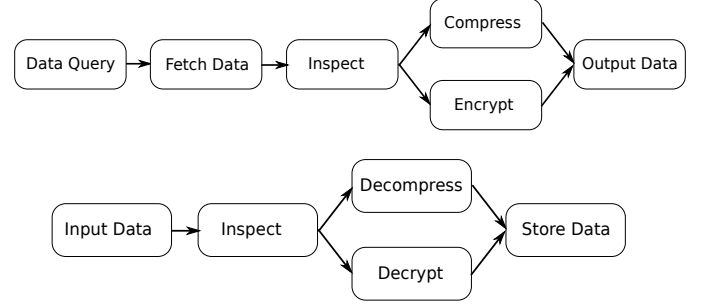 Data Query
Fetch Data
Inspect
Compress
Encrypt
Output Data
Input Data
Inspect
Decompress
Decrypt
Store Data